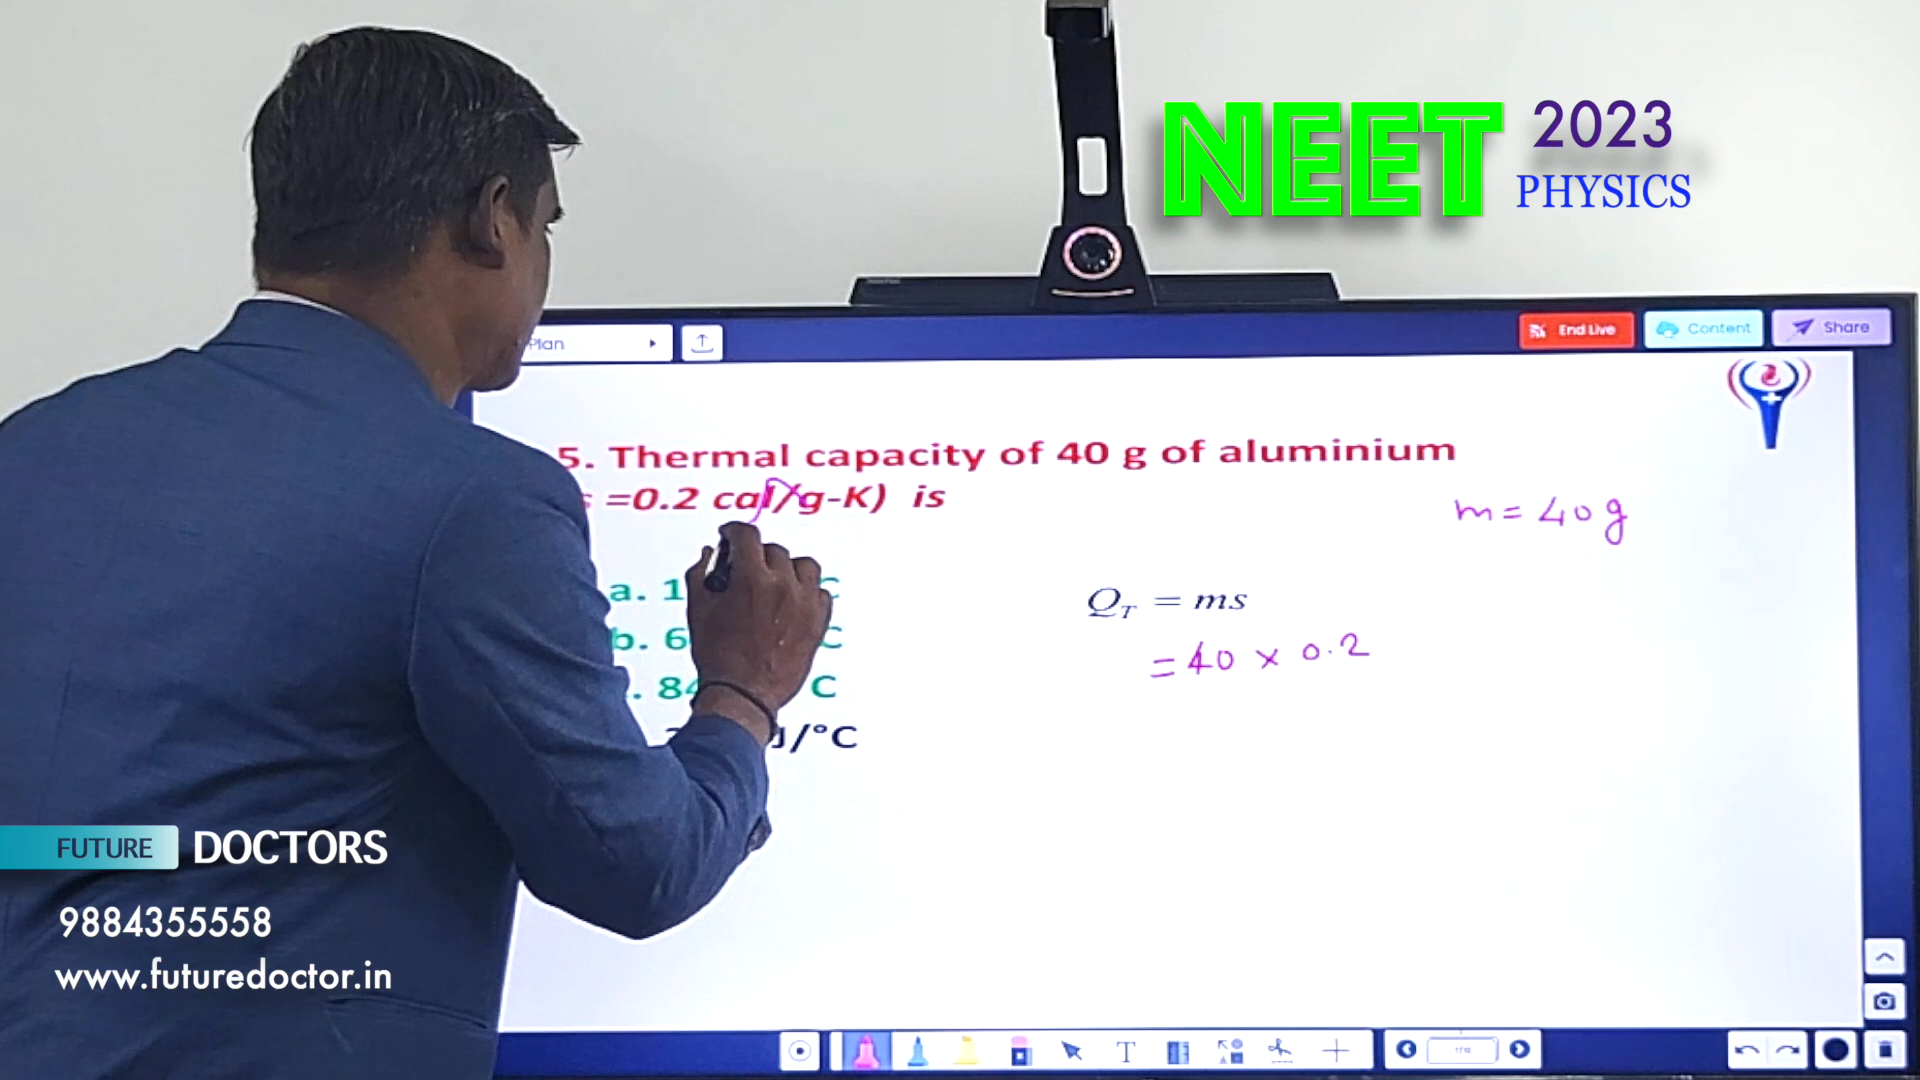 NEET 2023
PHYSICS
Plan
End Live
Content
Share
5. Thermal capacity of 40 g of aluminium
=0.2 cal/g-K) is
m = 40 g
a. 1 C
Q_T = ms
b. 6 C
= 40 × 0.2
. 84 C
J/°C
FUTURE DOCTORS
9884355558
www.futuredoctor.in
T